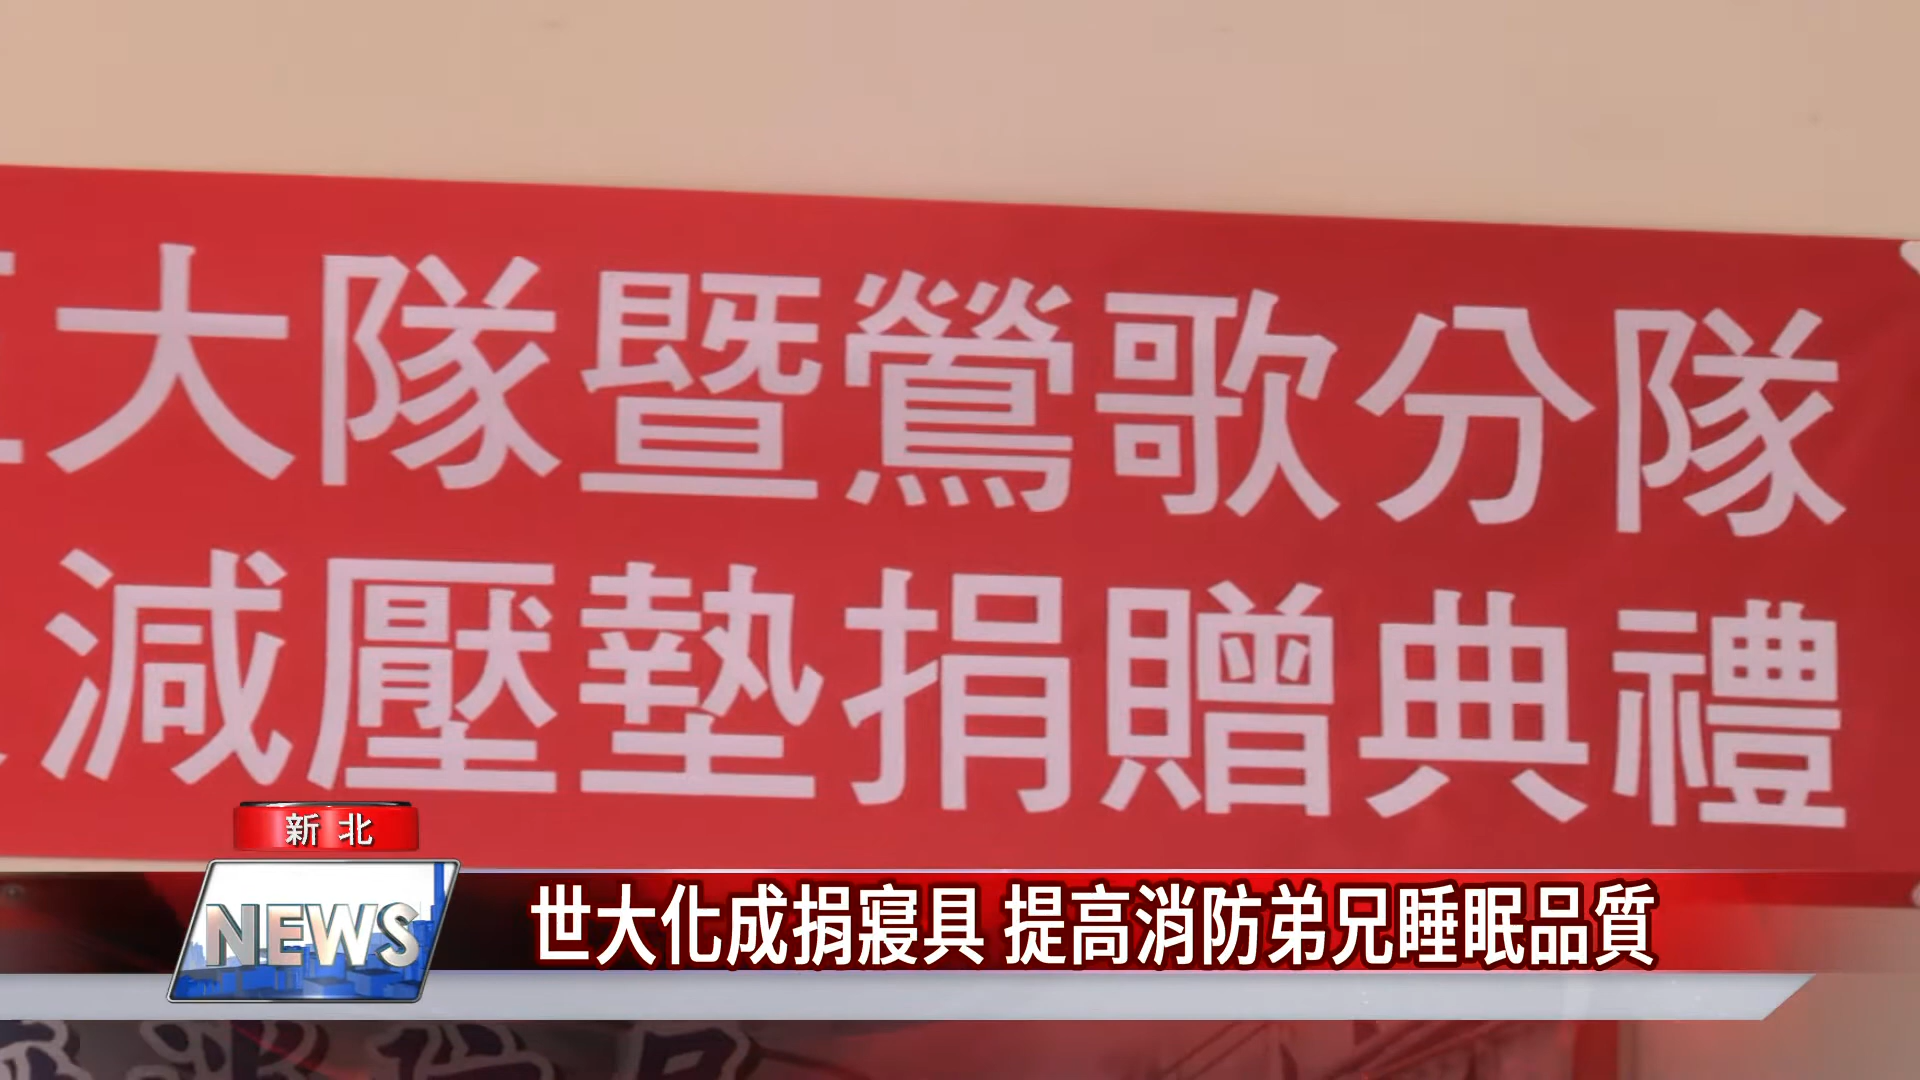 大隊暨鶯歌分隊
減壓墊捐贈典禮
新北
NEWS
世大化成捐寢具 提高消防弟兄睡眠品質